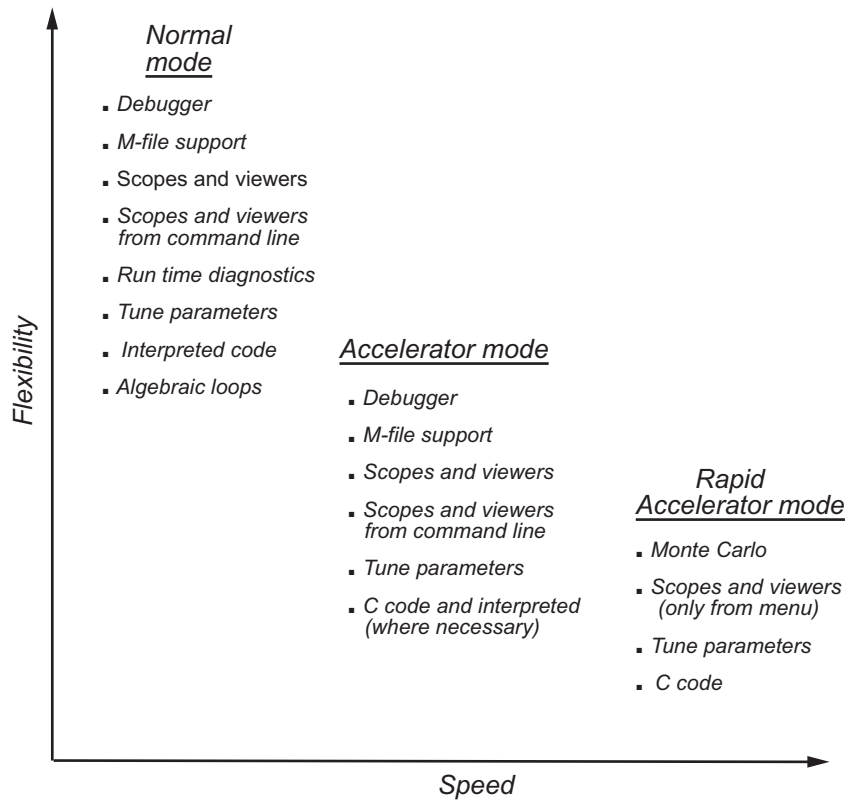 Normal
mode
▪ Debugger
▪ M-file support
▪ Scopes and viewers
▪ Scopes and viewers
from command line
▪ Run time diagnostics
▪ Tune parameters
▪ Interpreted code
▪ Algebraic loops
Flexibility
Accelerator mode
▪ Debugger
▪ M-file support
▪ Scopes and viewers
▪ Scopes and viewers
from command line
▪ Tune parameters
▪ C code and interpreted
(where necessary)
Rapid
Accelerator mode
▪ Monte Carlo
▪ Scopes and viewers
(only from menu)
▪ Tune parameters
▪ C code
Speed